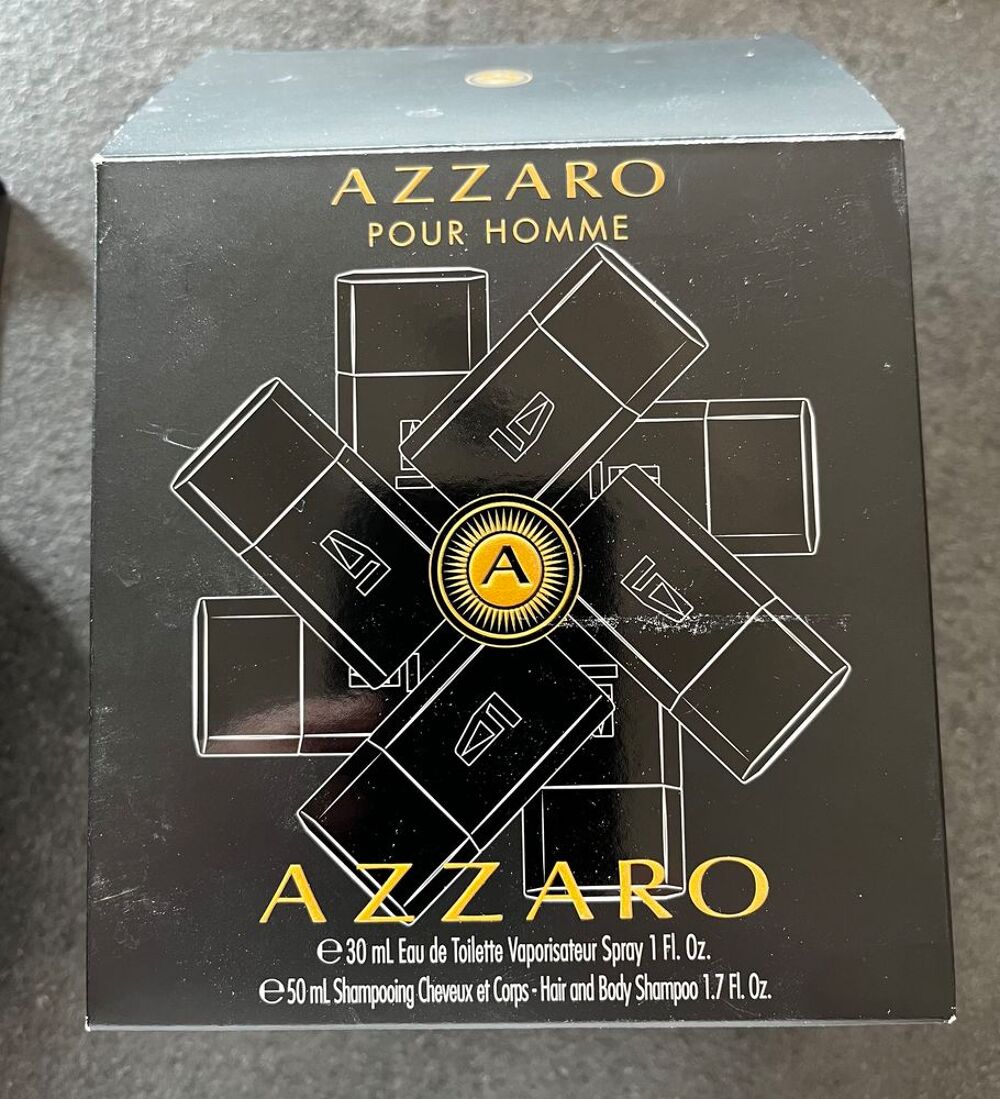 AZZARO
POUR HOMME
A
AZZARO
℮30 mL Eau de Toilette Vaporisateur Spray 1 Fl. Oz.
℮50 mL Shampooing Cheveux et Corps - Hair and Body Shampoo 1.7 Fl. Oz.